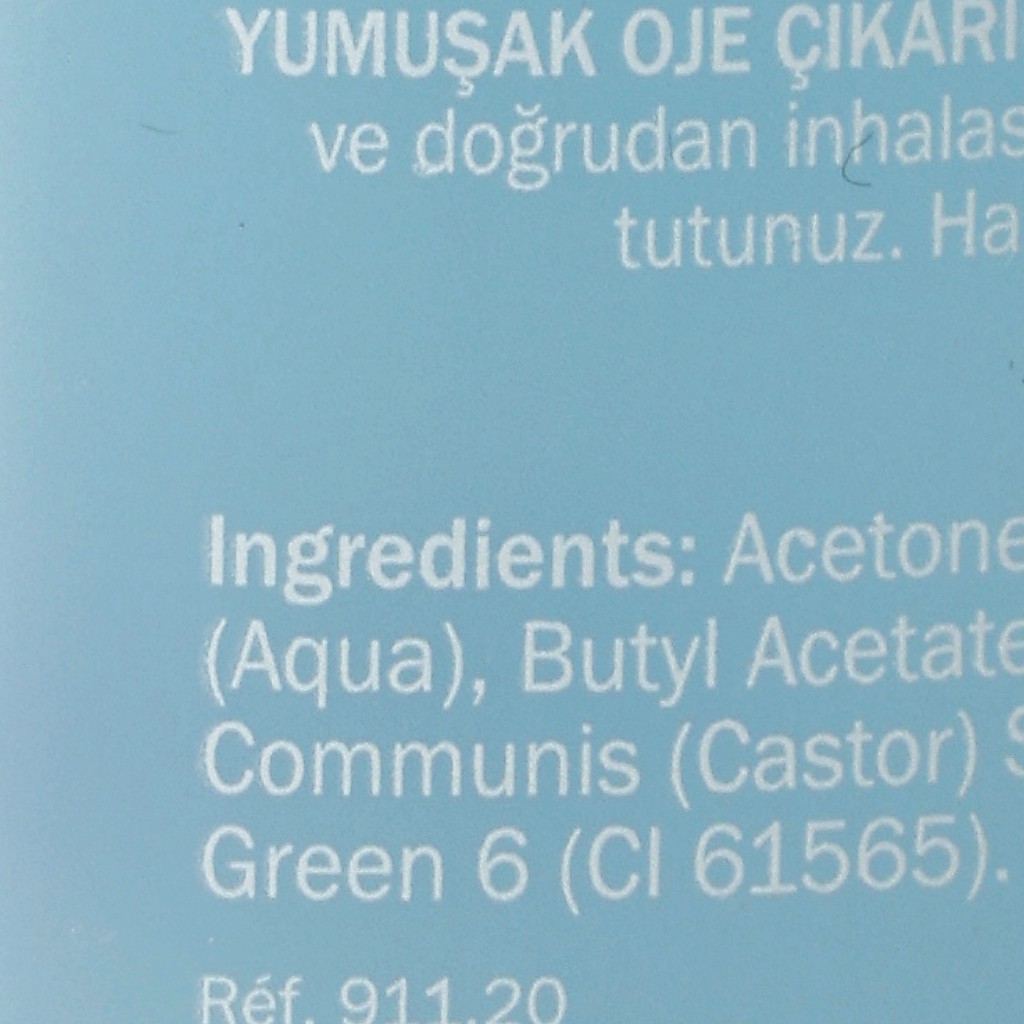 YUMUŞAK OJE ÇIKARI
ve doğrudan inhalas
tutunuz. Ha
Ingredients: Acetone
(Aqua), Butyl Acetate
Communis (Castor) S
Green 6 (CI 61565).
Réf. 911.20